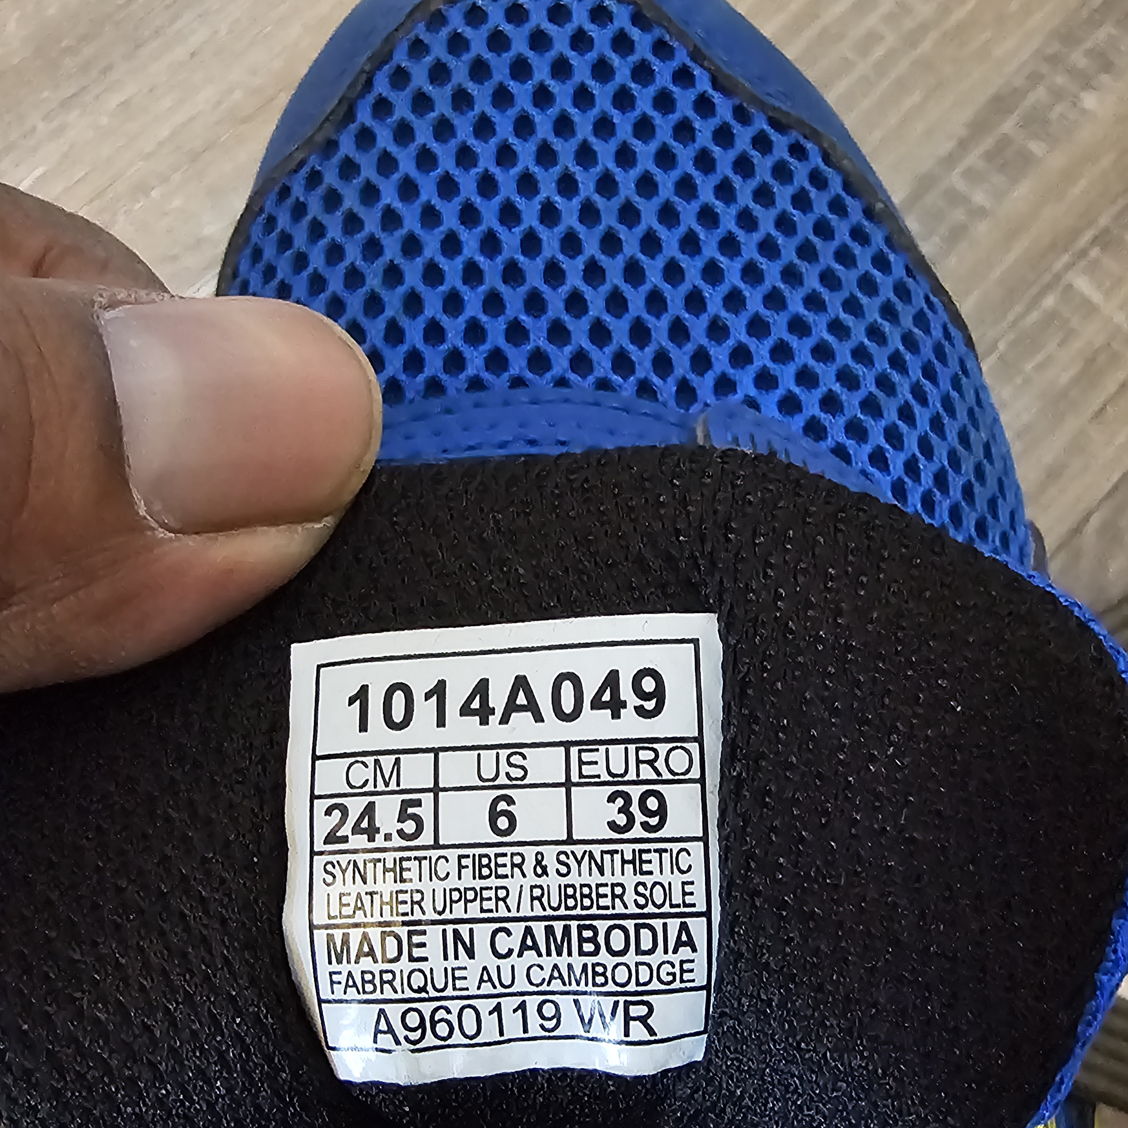 1014A049
CM US EURO
24.5 6 39
SYNTHETIC FIBER & SYNTHETIC
LEATHER UPPER / RUBBER SOLE
MADE IN CAMBODIA
FABRIQUE AU CAMBODGE
A960119 WR